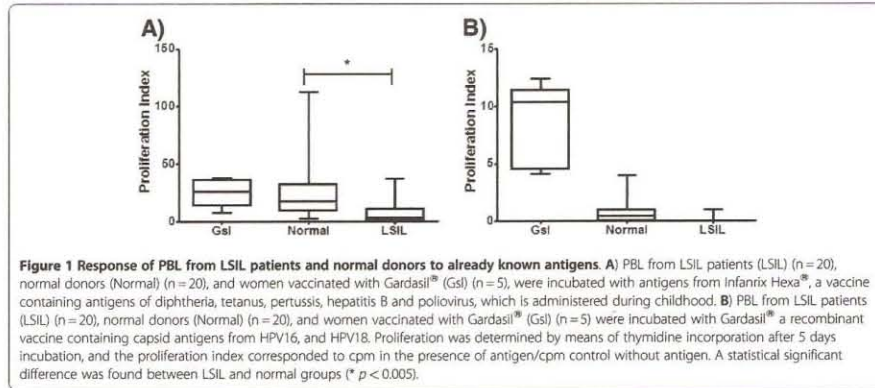 A)
B)
150
100
50
0
Proliferation Index
*
Gsl
Normal
LSIL
15
10
5
0
Proliferation Index
Gsl
Normal
LSIL
Figure 1 Response of PBL from LSIL patients and normal donors to already known antigens. A) PBL from LSIL patients (LSIL) (n = 20),
normal donors (Normal) (n = 20), and women vaccinated with Gardasil® (Gsl) (n = 5), were incubated with antigens from Infanrix Hexa®, a vaccine
containing antigens of diphtheria, tetanus, pertussis, hepatitis B and poliovirus, which is administered during childhood. B) PBL from LSIL patients
(LSIL) (n = 20), normal donors (Normal) (n = 20), and women vaccinated with Gardasil® (Gsl) (n = 5) were incubated with Gardasil® a recombinant
vaccine containing capsid antigens from HPV16, and HPV18. Proliferation was determined by means of thymidine incorporation after 5 days
incubation, and the proliferation index corresponded to cpm in the presence of antigen/cpm control without antigen. A statistical significant
difference was found between LSIL and normal groups (* p < 0.005).